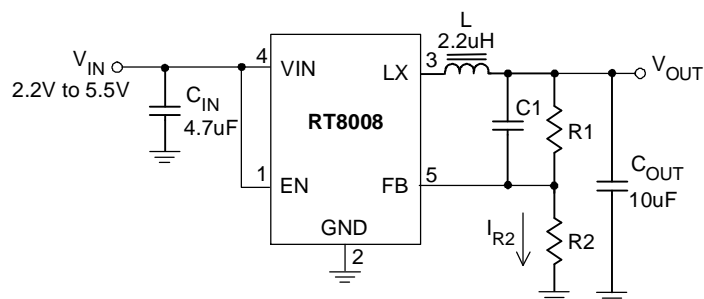 V_IN
2.2V to 5.5V
C_IN
4.7uF
4
VIN
1
EN
RT8008
GND
2
LX
3
FB
5
L
2.2uH
C1
R1
I_R2
R2
V_OUT
C_OUT
10uF